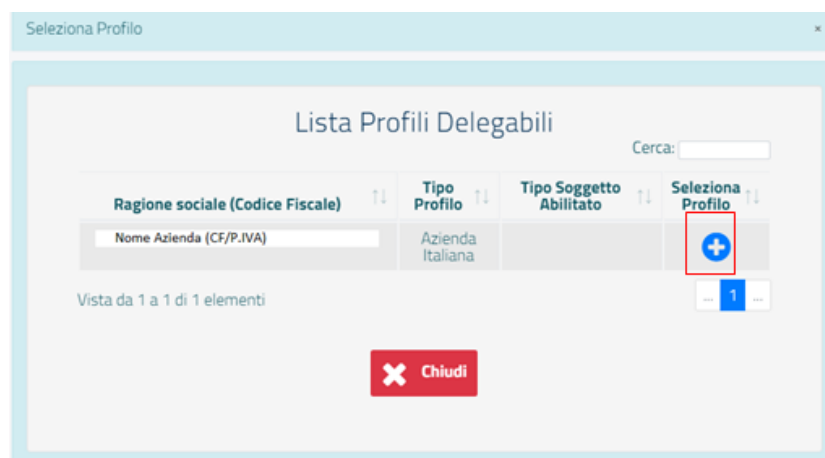 Seleziona Profilo ×
Lista Profili Delegabili
Cerca:
Ragione sociale (Codice Fiscale)
Tipo
Profilo
Tipo Soggetto
Abilitato
Seleziona
Profilo
Nome Azienda (CF/P.IVA)
Azienda
Italiana
Vista da 1 a 1 di 1 elementi
... 1 ...
Chiudi